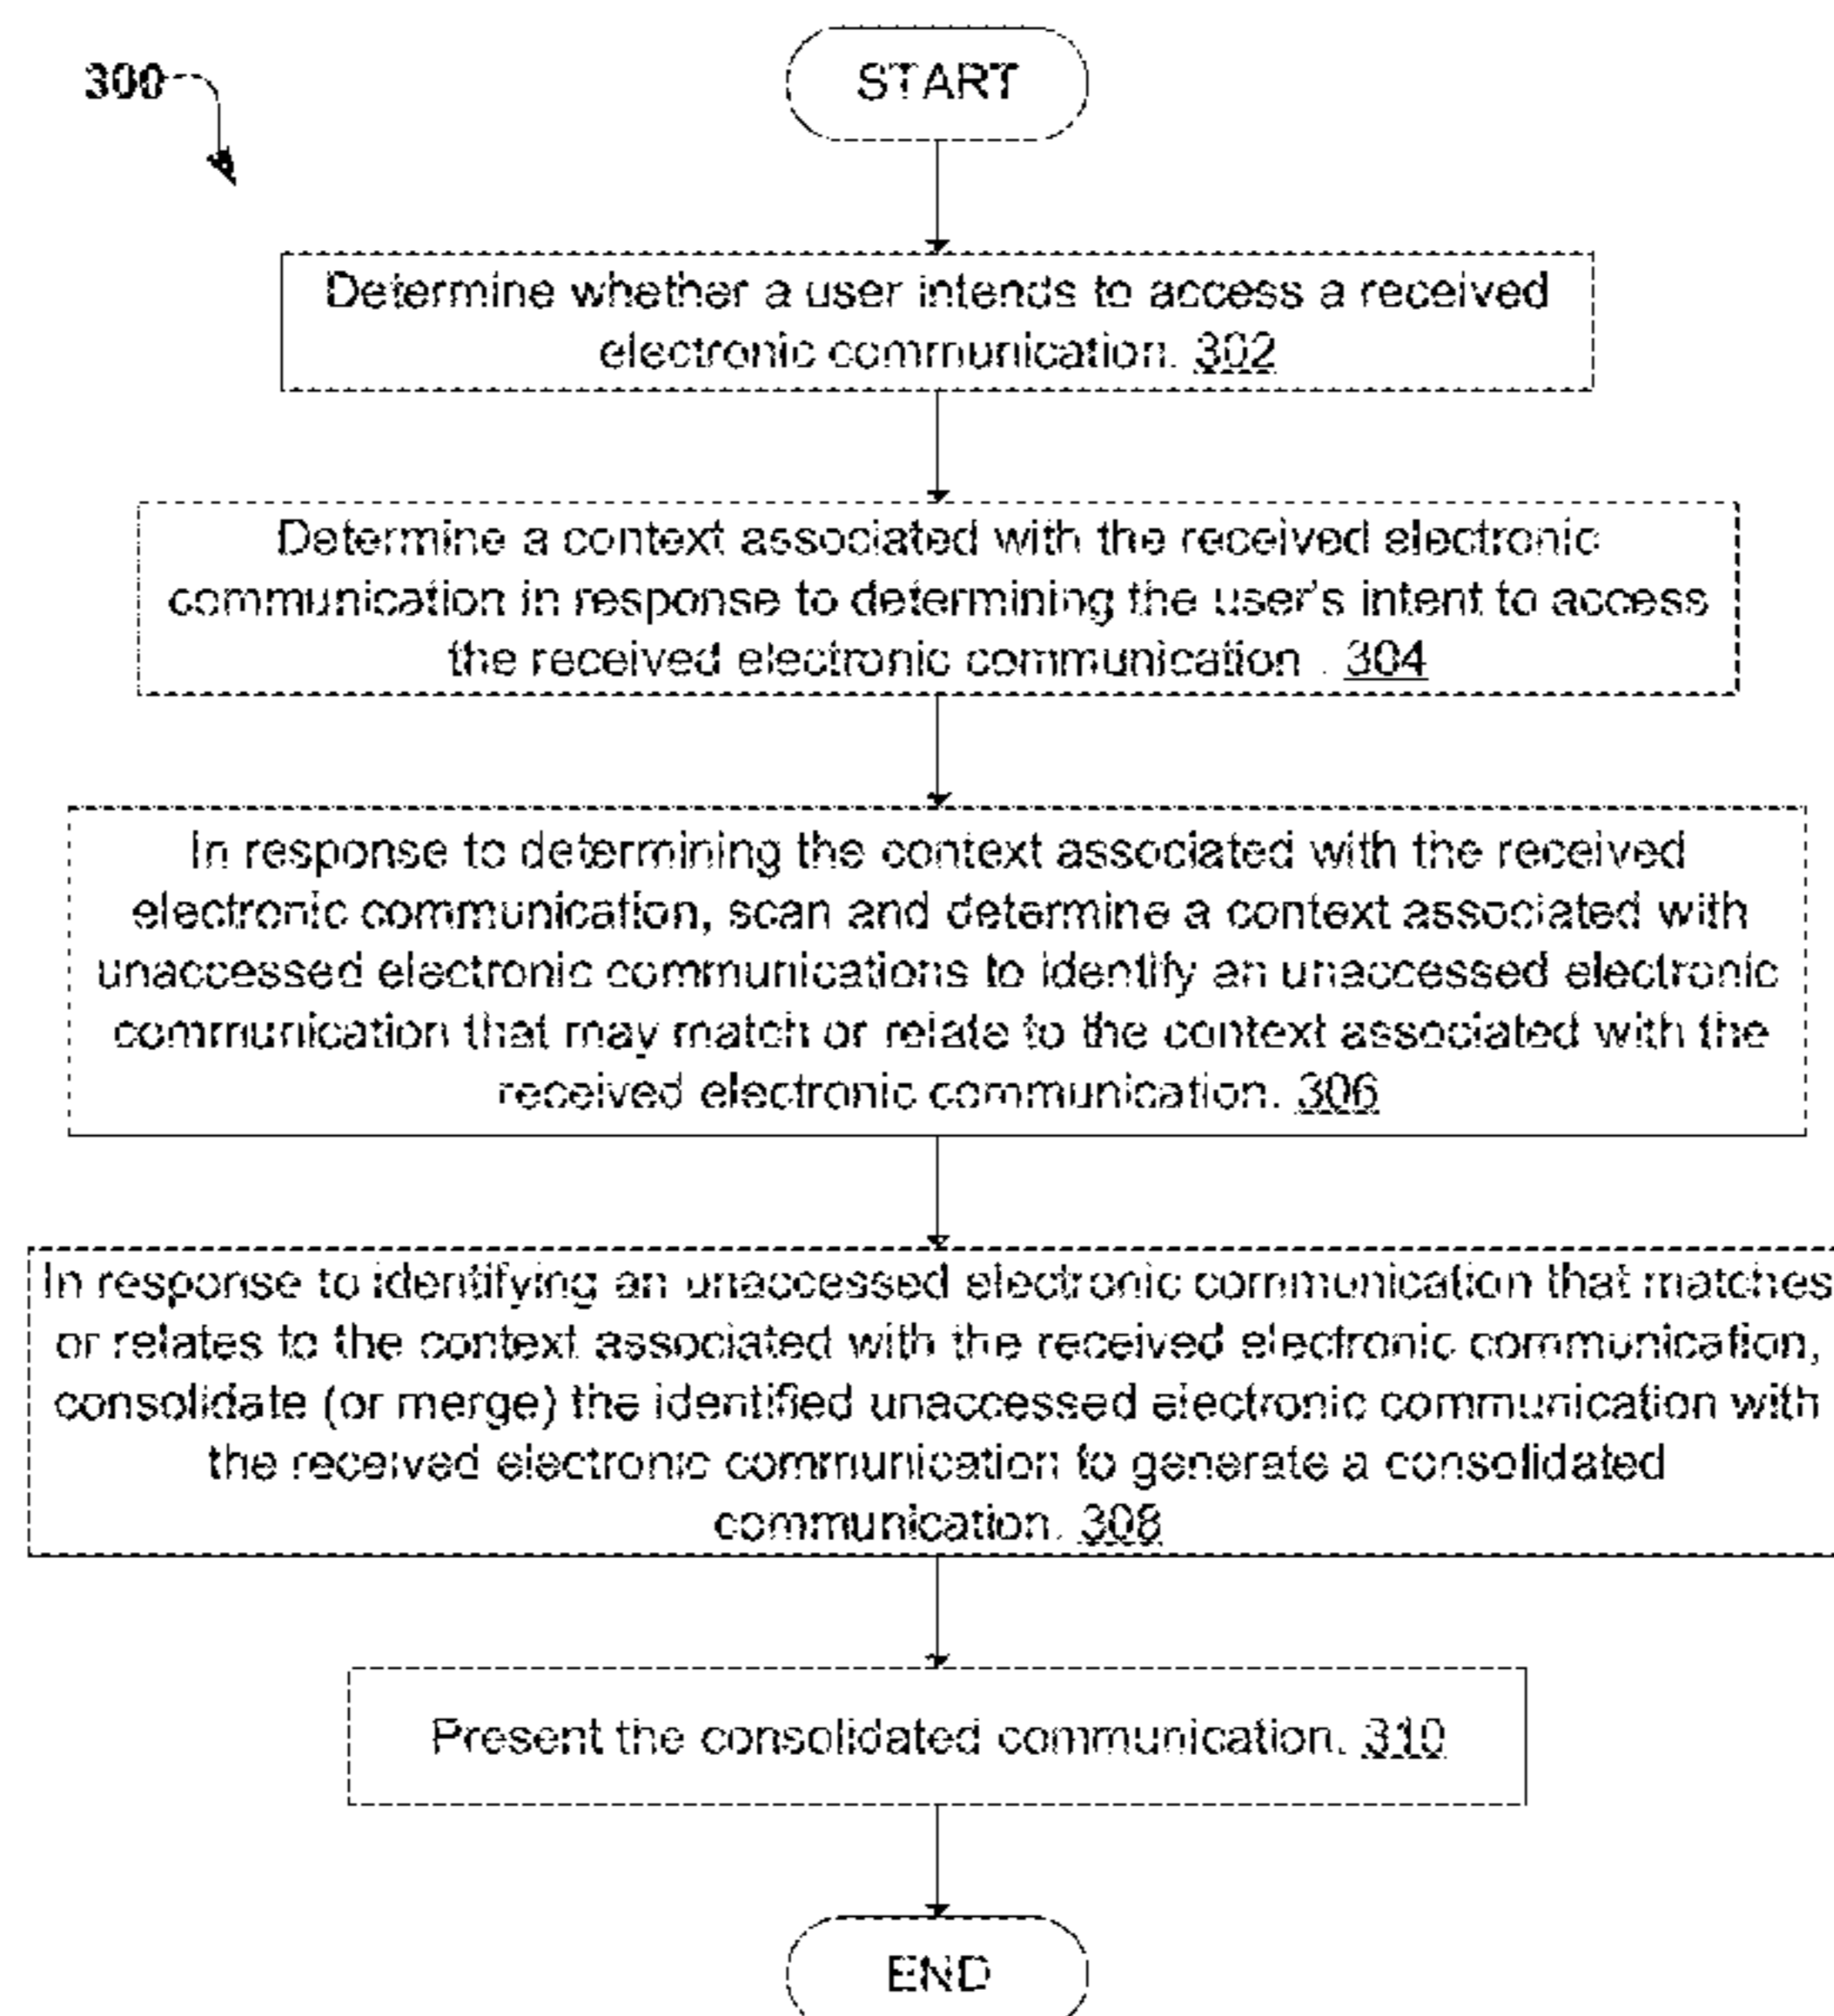 300
START
Determine whether a user intends to access a received
electronic communication. 302
Determine a context associated with the received electronic
communication in response to determining the user's intent to access
the received electronic communication . 304
In response to determining the context associated with the received
electronic communication, scan and determine a context associated with
unaccessed electronic communications to identify an unaccessed electronic
communication that may match or relate to the context associated with the
received electronic communication. 306
In response to identifying an unaccessed electronic communication that matches
or relates to the context associated with the received electronic communication,
consolidate (or merge) the identified unaccessed electronic communication with
the received electronic communication to generate a consolidated
communication. 308
Present the consolidated communication. 310
END